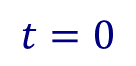 t = 0